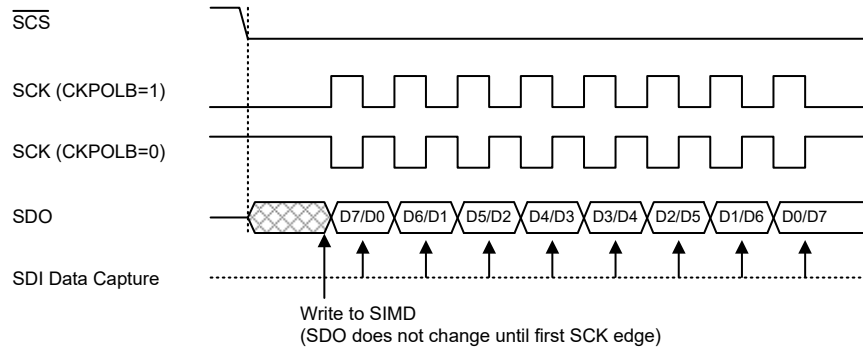 SCS
SCK (CKPOLB=1)
SCK (CKPOLB=0)
SDO
D7/D0 D6/D1 D5/D2 D4/D3 D3/D4 D2/D5 D1/D6 D0/D7
SDI Data Capture
Write to SIMD
(SDO does not change until first SCK edge)